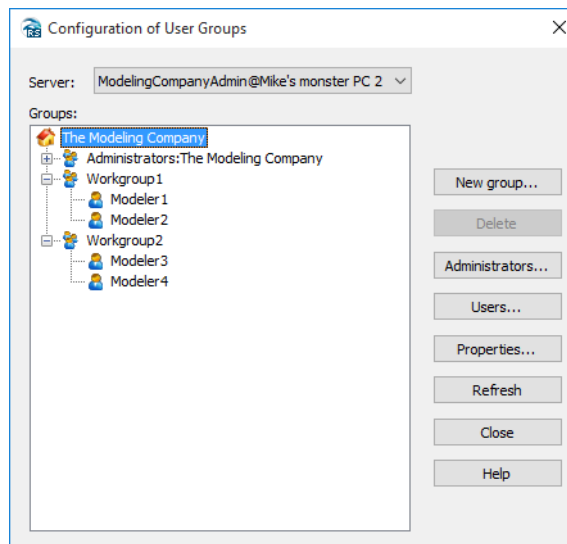 Configuration of User Groups
Server: ModelingCompanyAdmin@Mike's monster PC 2
Groups:
The Modeling Company
Administrators:The Modeling Company
Workgroup1
Modeler1
Modeler2
Workgroup2
Modeler3
Modeler4
New group...
Delete
Administrators...
Users...
Properties...
Refresh
Close
Help